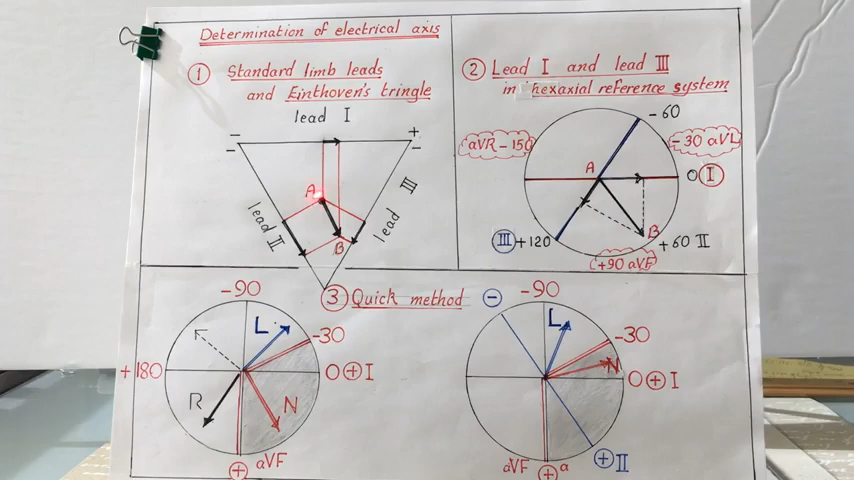 Determination of electrical axis
① Standard limb leads
and Einthoven's tringle
lead I
−
−
+
−
A
B
lead II
lead III
② Lead I and lead III
in hexaxial reference system
−60
aVR −150
−30 aVL
A
0 I
B
III +120
+60 II
+90 aVF
③ Quick method
−90
L
−30
+180
0 + I
R
N
+
aVF
−
−90
L
−30
N
0 + I
+ II
aVF
+
a